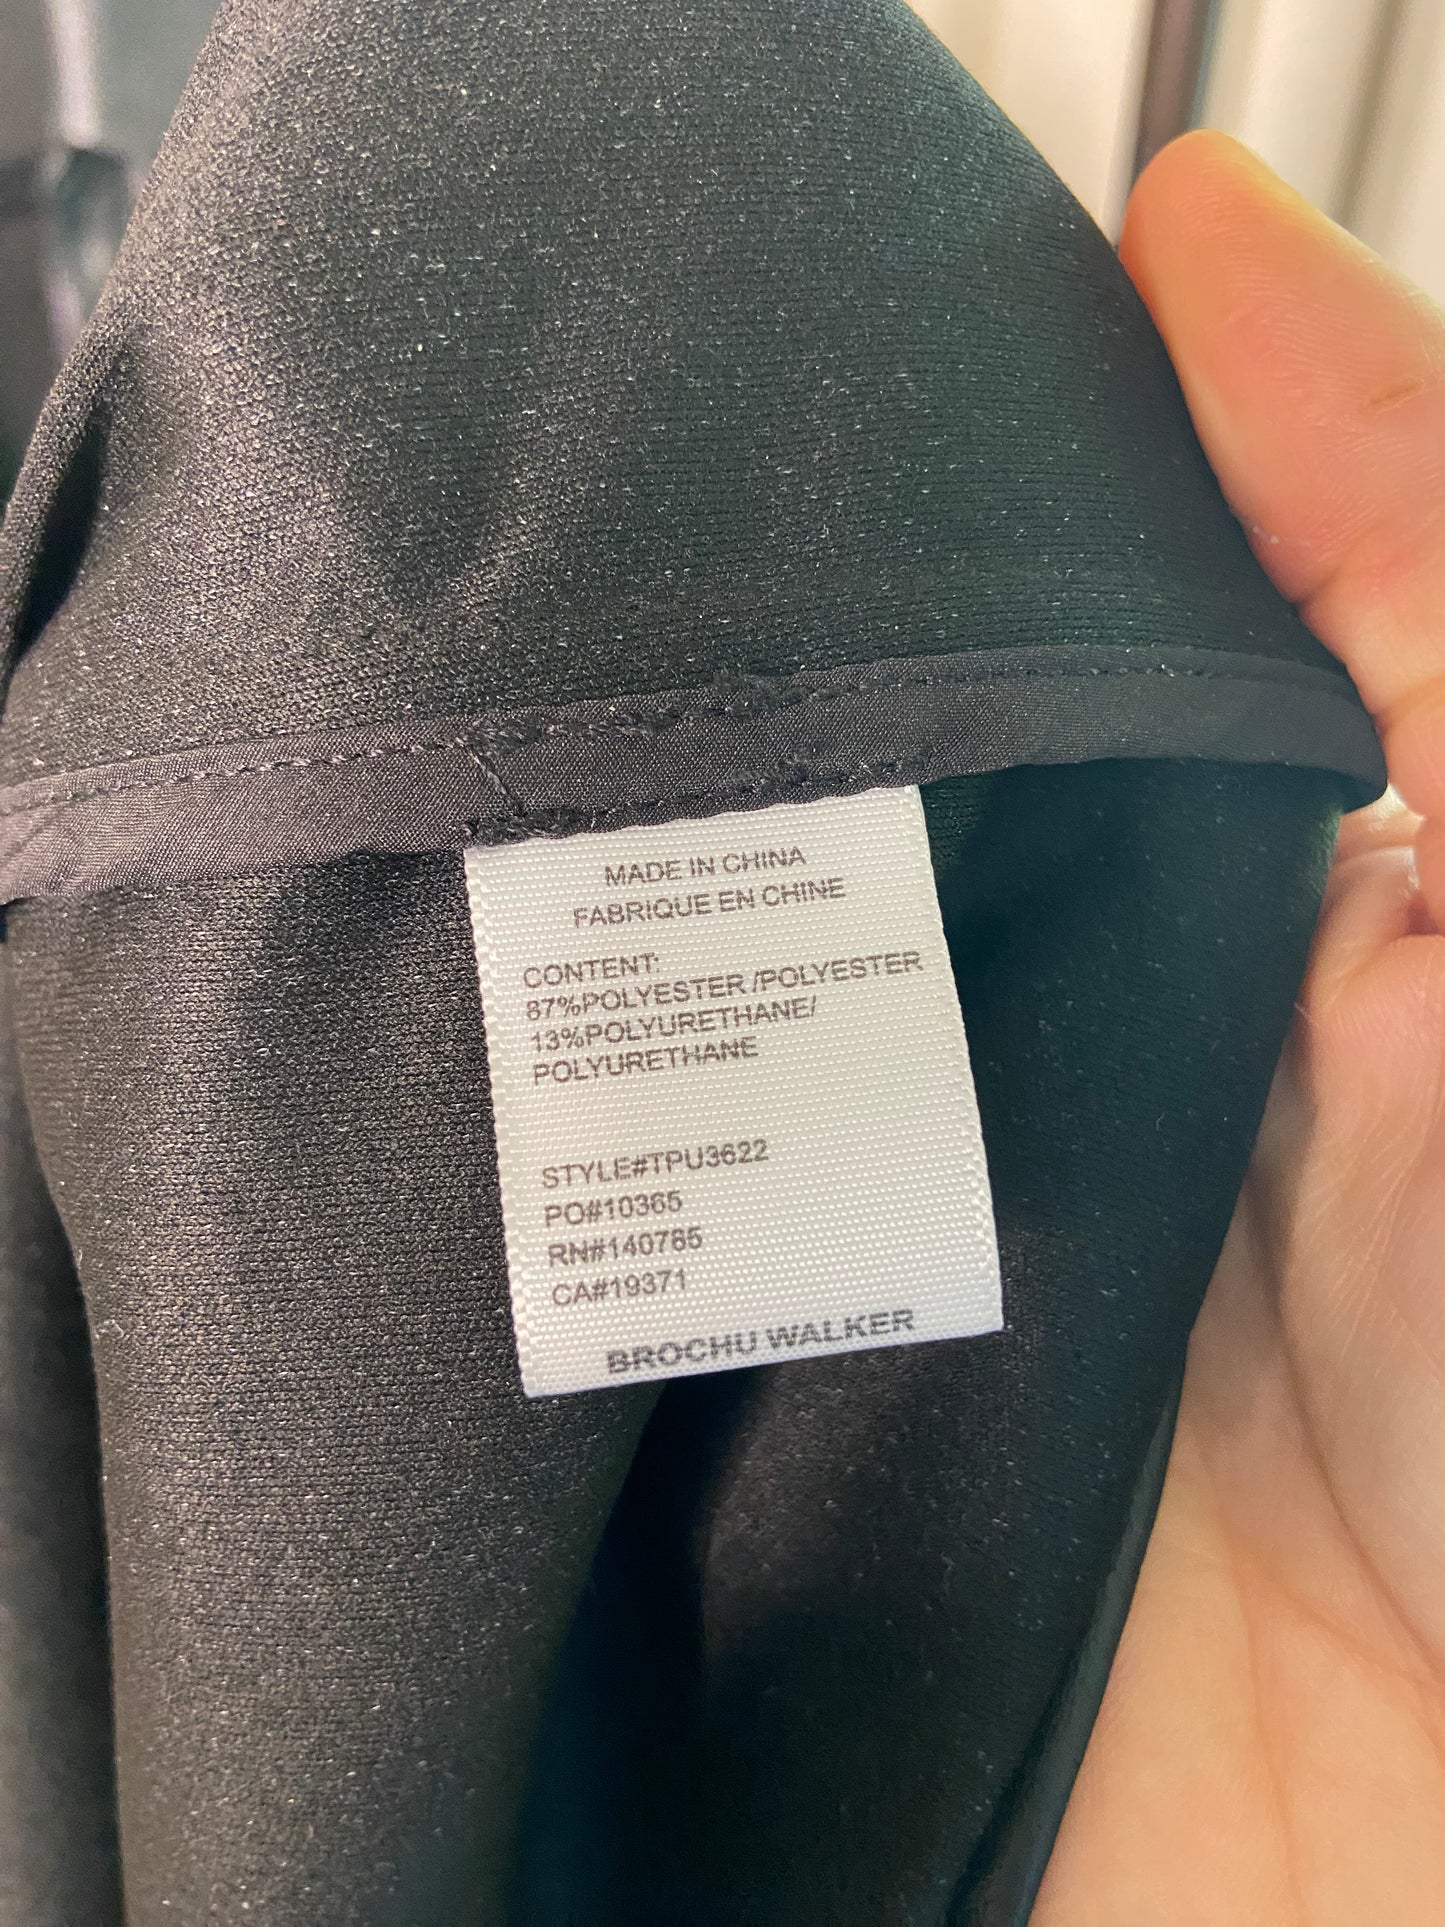 MADE IN CHINA
FABRIQUE EN CHINE
CONTENT:
87%POLYESTER/POLYESTER
13%POLYURETHANE/
POLYURETHANE
STYLE#TPU3622
PO#10365
RN#140785
CA#19371
BROCHU WALKER